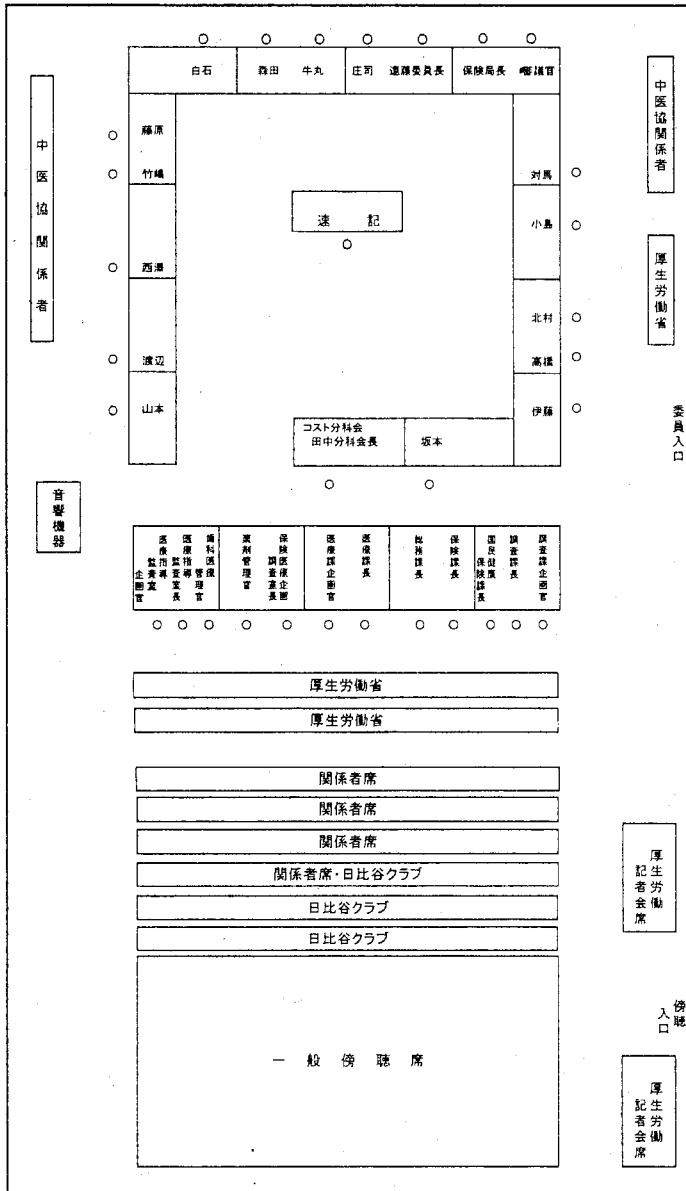 白石 森田 牛丸 庄司 遠藤委員長 保険局長 審議官
中医協関係者
中医協関係者
藤原
竹嶋
対馬
速記
小島
厚生労働省
西澤
北村
渡辺
高橋
山本
伊藤
委員入口
コスト分科会
田中分科会長
坂本
音響機器
医療指導監査室企画官
医療指導監査室長
歯科医療管理官
薬剤管理官
保険医療企画調査室長
医療課企画官
医療課長
総務課長
保険課長
国民健康保険課長
調査課長
調査課企画官
厚生労働省
厚生労働省
関係者席
関係者席
関係者席
関係者席・日比谷クラブ
日比谷クラブ
日比谷クラブ
厚生労働記者会席
傍聴入口
一般傍聴席
厚生労働記者会席